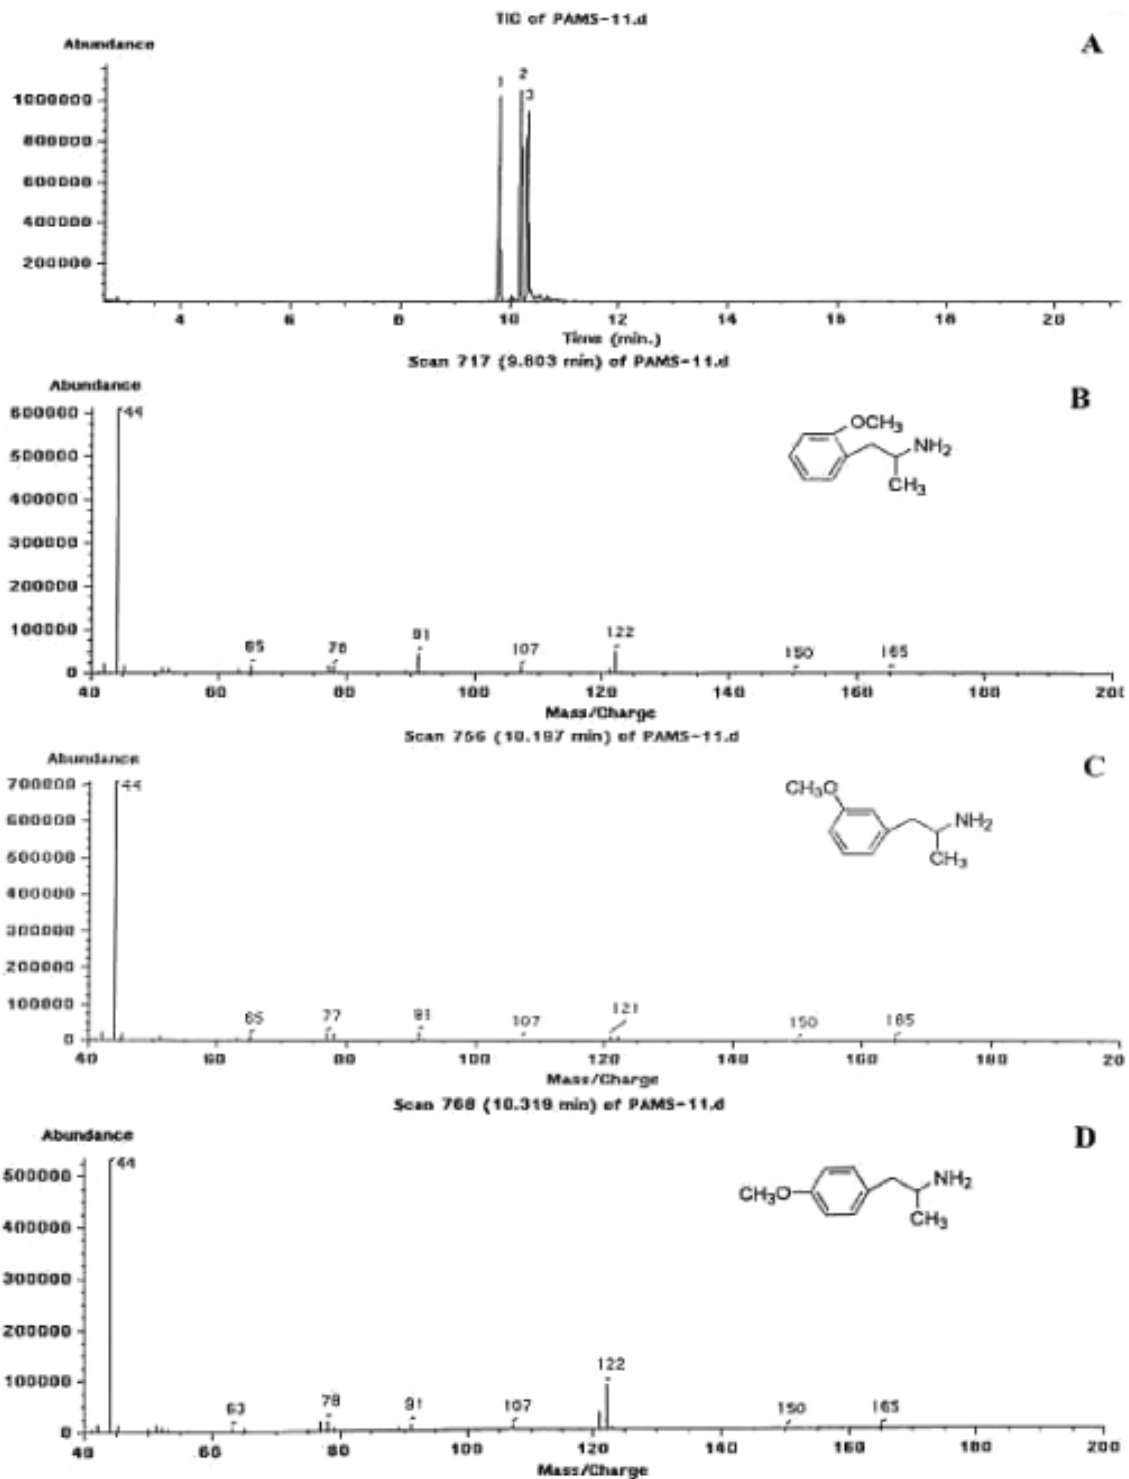 TIC of PAMS-11.d
Abundance
A
1 2 3
1000000
800000
600000
400000
200000
4 6 8 10 12 14 16 18 20
Time (min.)
Scan 717 (9.803 min) of PAMS-11.d
Abundance
B
600000
500000
400000
300000
200000
100000
0
44
OCH3
NH2
CH3
65 78 91 107 122 150 165
40 60 80 100 120 140 160 180 20
Mass/Charge
Scan 756 (10.197 min) of PAMS-11.d
Abundance
C
700000
600000
500000
400000
300000
200000
100000
0
44
CH3O
NH2
CH3
65 77 91 107 121 150 165
40 60 80 100 120 140 160 180 20
Mass/Charge
Scan 768 (10.319 min) of PAMS-11.d
Abundance
D
500000
400000
300000
200000
100000
0
44
CH3O
NH2
CH3
63 78 91 107 122 150 165
40 60 80 100 120 140 160 180 200
Mass/Charge